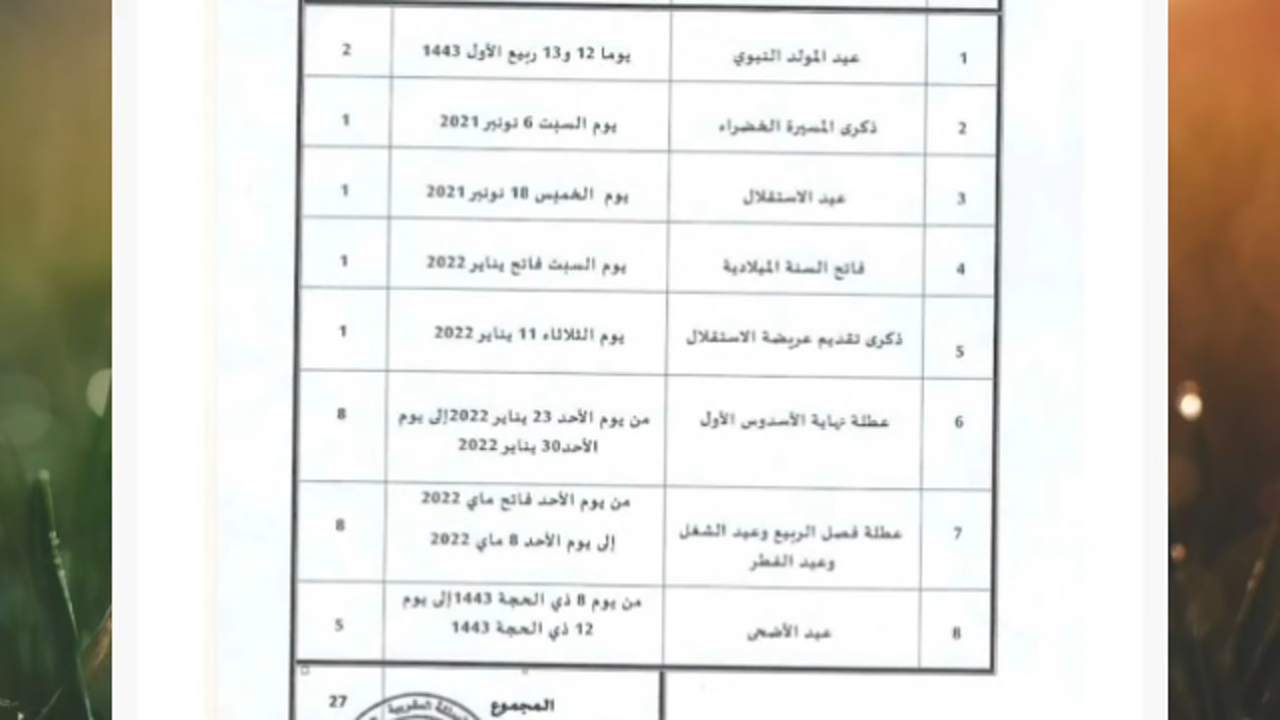 1 عيد المولد النبوي يوما 12 و13 ربيع الأول 1443 2
2 ذكرى المسيرة الخضراء يوم السبت 6 نونبر 2021 1
3 عيد الاستقلال يوم الخميس 18 نونبر 2021 1
4 فاتح السنة الميلادية يوم السبت فاتح يناير 2022 1
5 ذكرى تقديم عريضة الاستقلال يوم الثلاثاء 11 يناير 2022 1
6 عطلة نهاية الأسدوس الأول من يوم الأحد 23 يناير 2022إلى يوم 8
الأحد30 يناير 2022
من يوم الأحد فاتح ماي 2022
7 عطلة فصل الربيع وعيد الشغل إلى يوم الأحد 8 ماي 2022 8
وعيد الفطر
من يوم 8 ذي الحجة 1443إلى يوم
8 عيد الأضحى 12 ذي الحجة 1443 5
المجموع 27
المغربية